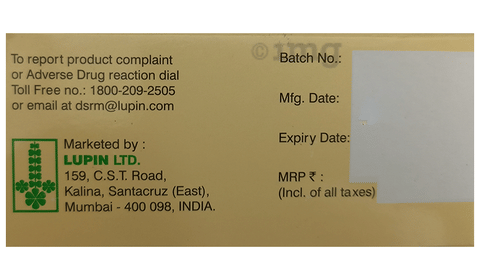 To report product complaint
or Adverse Drug reaction dial
Toll Free no.: 1800-209-2505
or email at dsrm@lupin.com
Marketed by :
LUPIN LTD.
159, C.S.T. Road,
Kalina, Santacruz (East),
Mumbai - 400 098, INDIA.
©1mg
Batch No.:
Mfg. Date:
Expiry Date:
MRP ₹ :
(Incl. of all taxes)